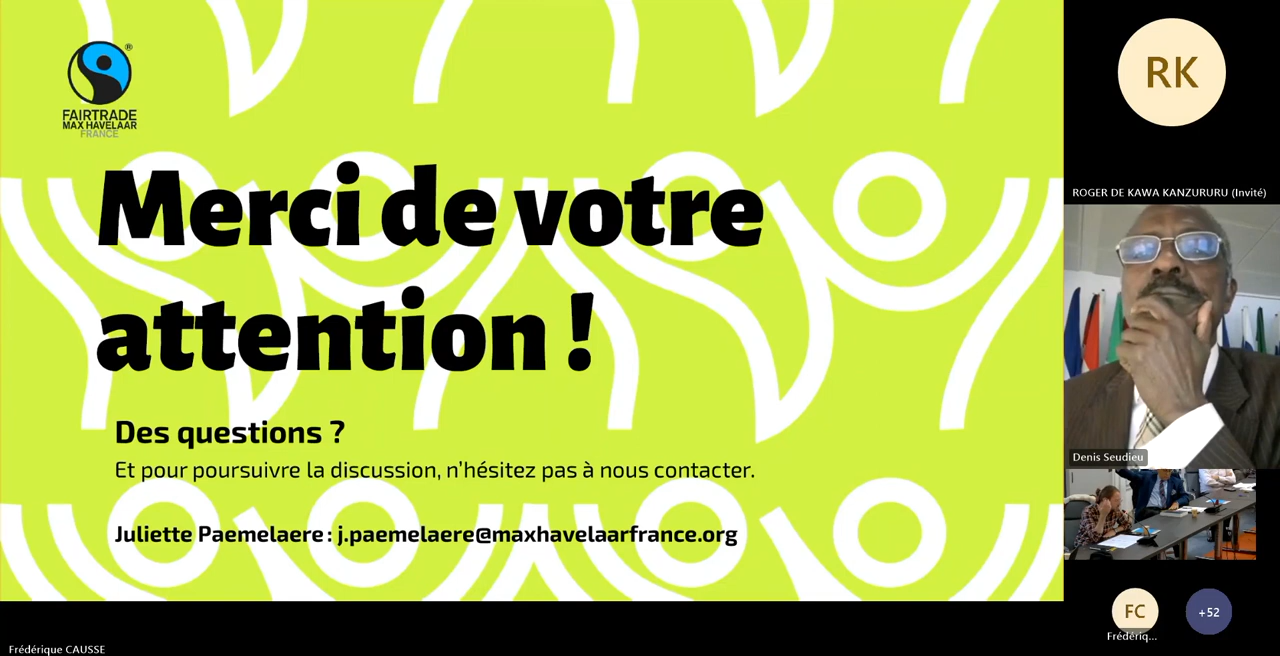 FAIRTRADE
MAX HAVELAAR
FRANCE
®
Merci de votre
attention !
Des questions ?
Et pour poursuivre la discussion, n'hésitez pas à nous contacter.
Juliette Paemelaere : j.paemelaere@maxhavelaarfrance.org
Frédérique CAUSSE
RK
ROGER DE KAWA KANZURURU (Invité)
Denis Seudieu
FC
Frédériq...
+52